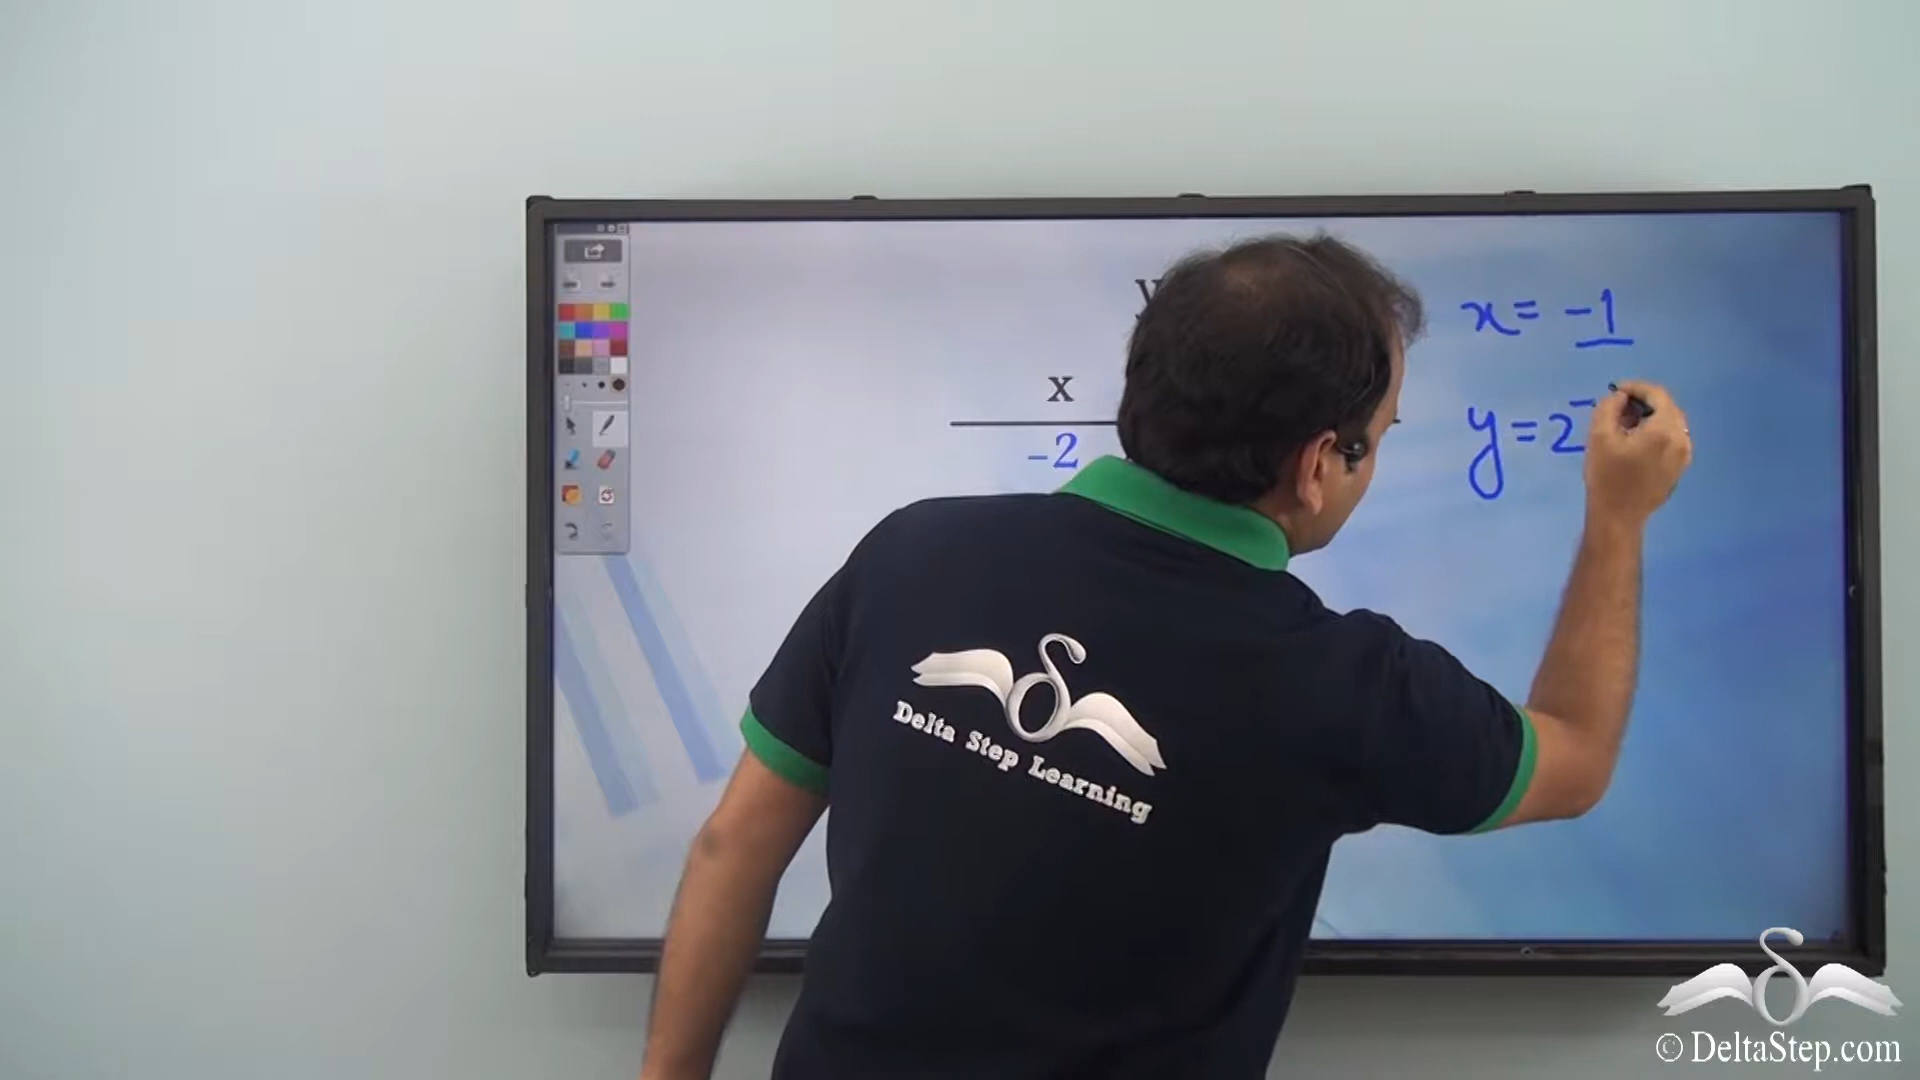 y
x = -1
x
y = 2-
-2
Delta Step Learning
© DeltaStep.com